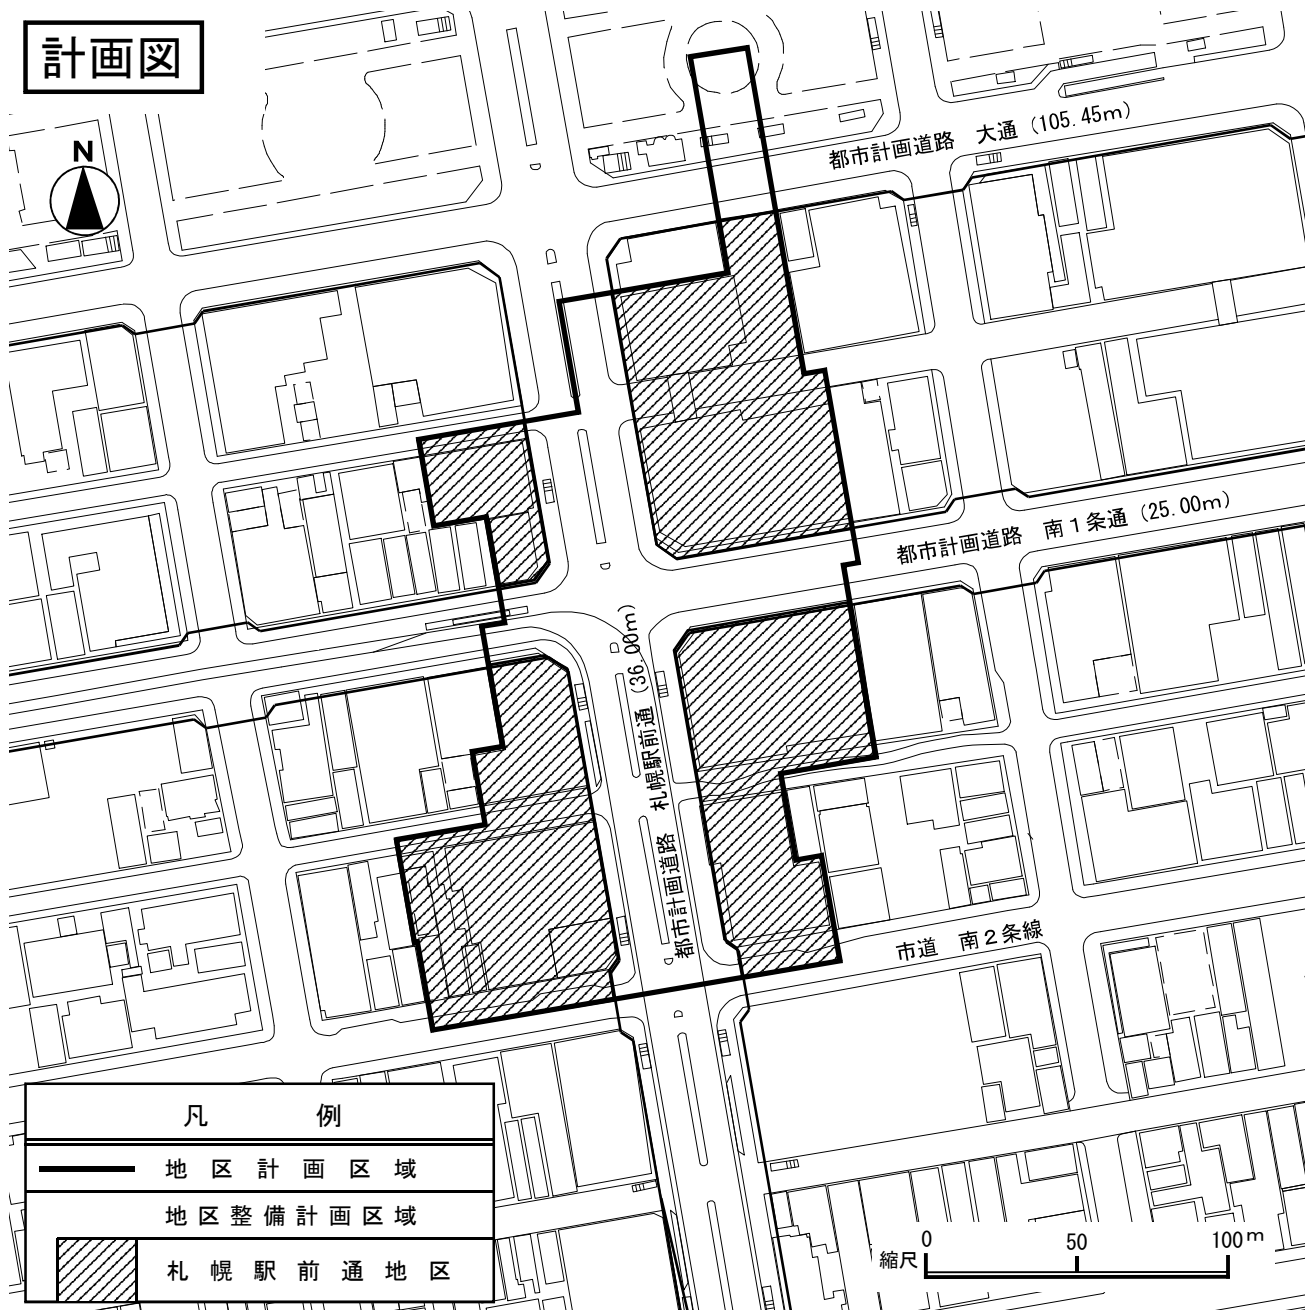 計画図
N
都市計画道路　大通（105.45m）
都市計画道路　南１条通（25.00m）
都市計画道路　札幌駅前通（36.00m）
市道　南２条線
凡例
地区計画区域
地区整備計画区域
札幌駅前通地区
縮尺 0 50 100m